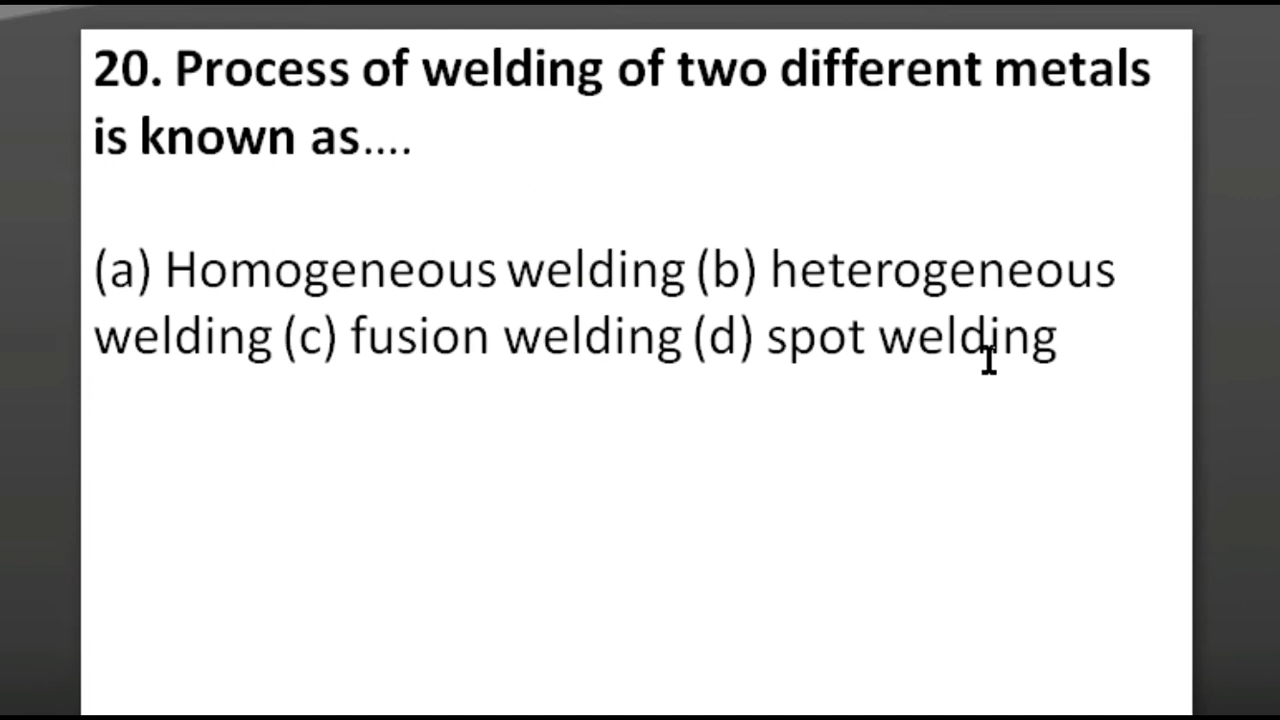 20. Process of welding of two different metals
is known as....
(a) Homogeneous welding (b) heterogeneous
welding (c) fusion welding (d) spot welding